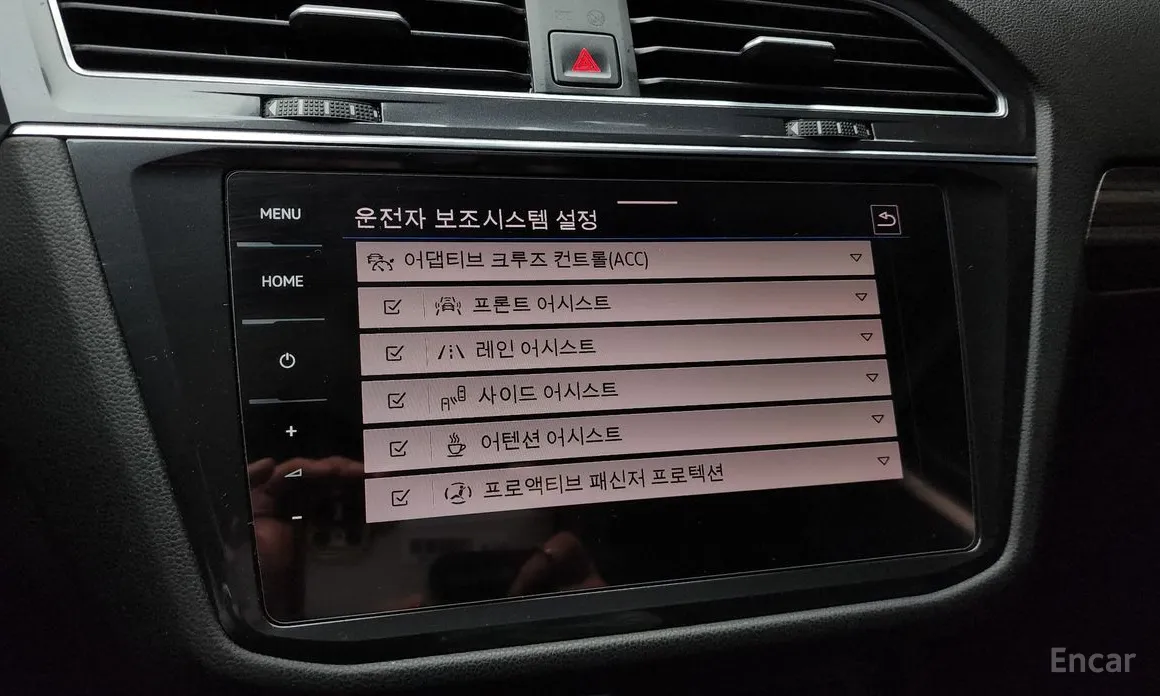 MENU
운전자 보조시스템 설정
HOME
어댑티브 크루즈 컨트롤(ACC)
프론트 어시스트
레인 어시스트
사이드 어시스트
어텐션 어시스트
프로액티브 패신저 프로텍션
+
-
Encar